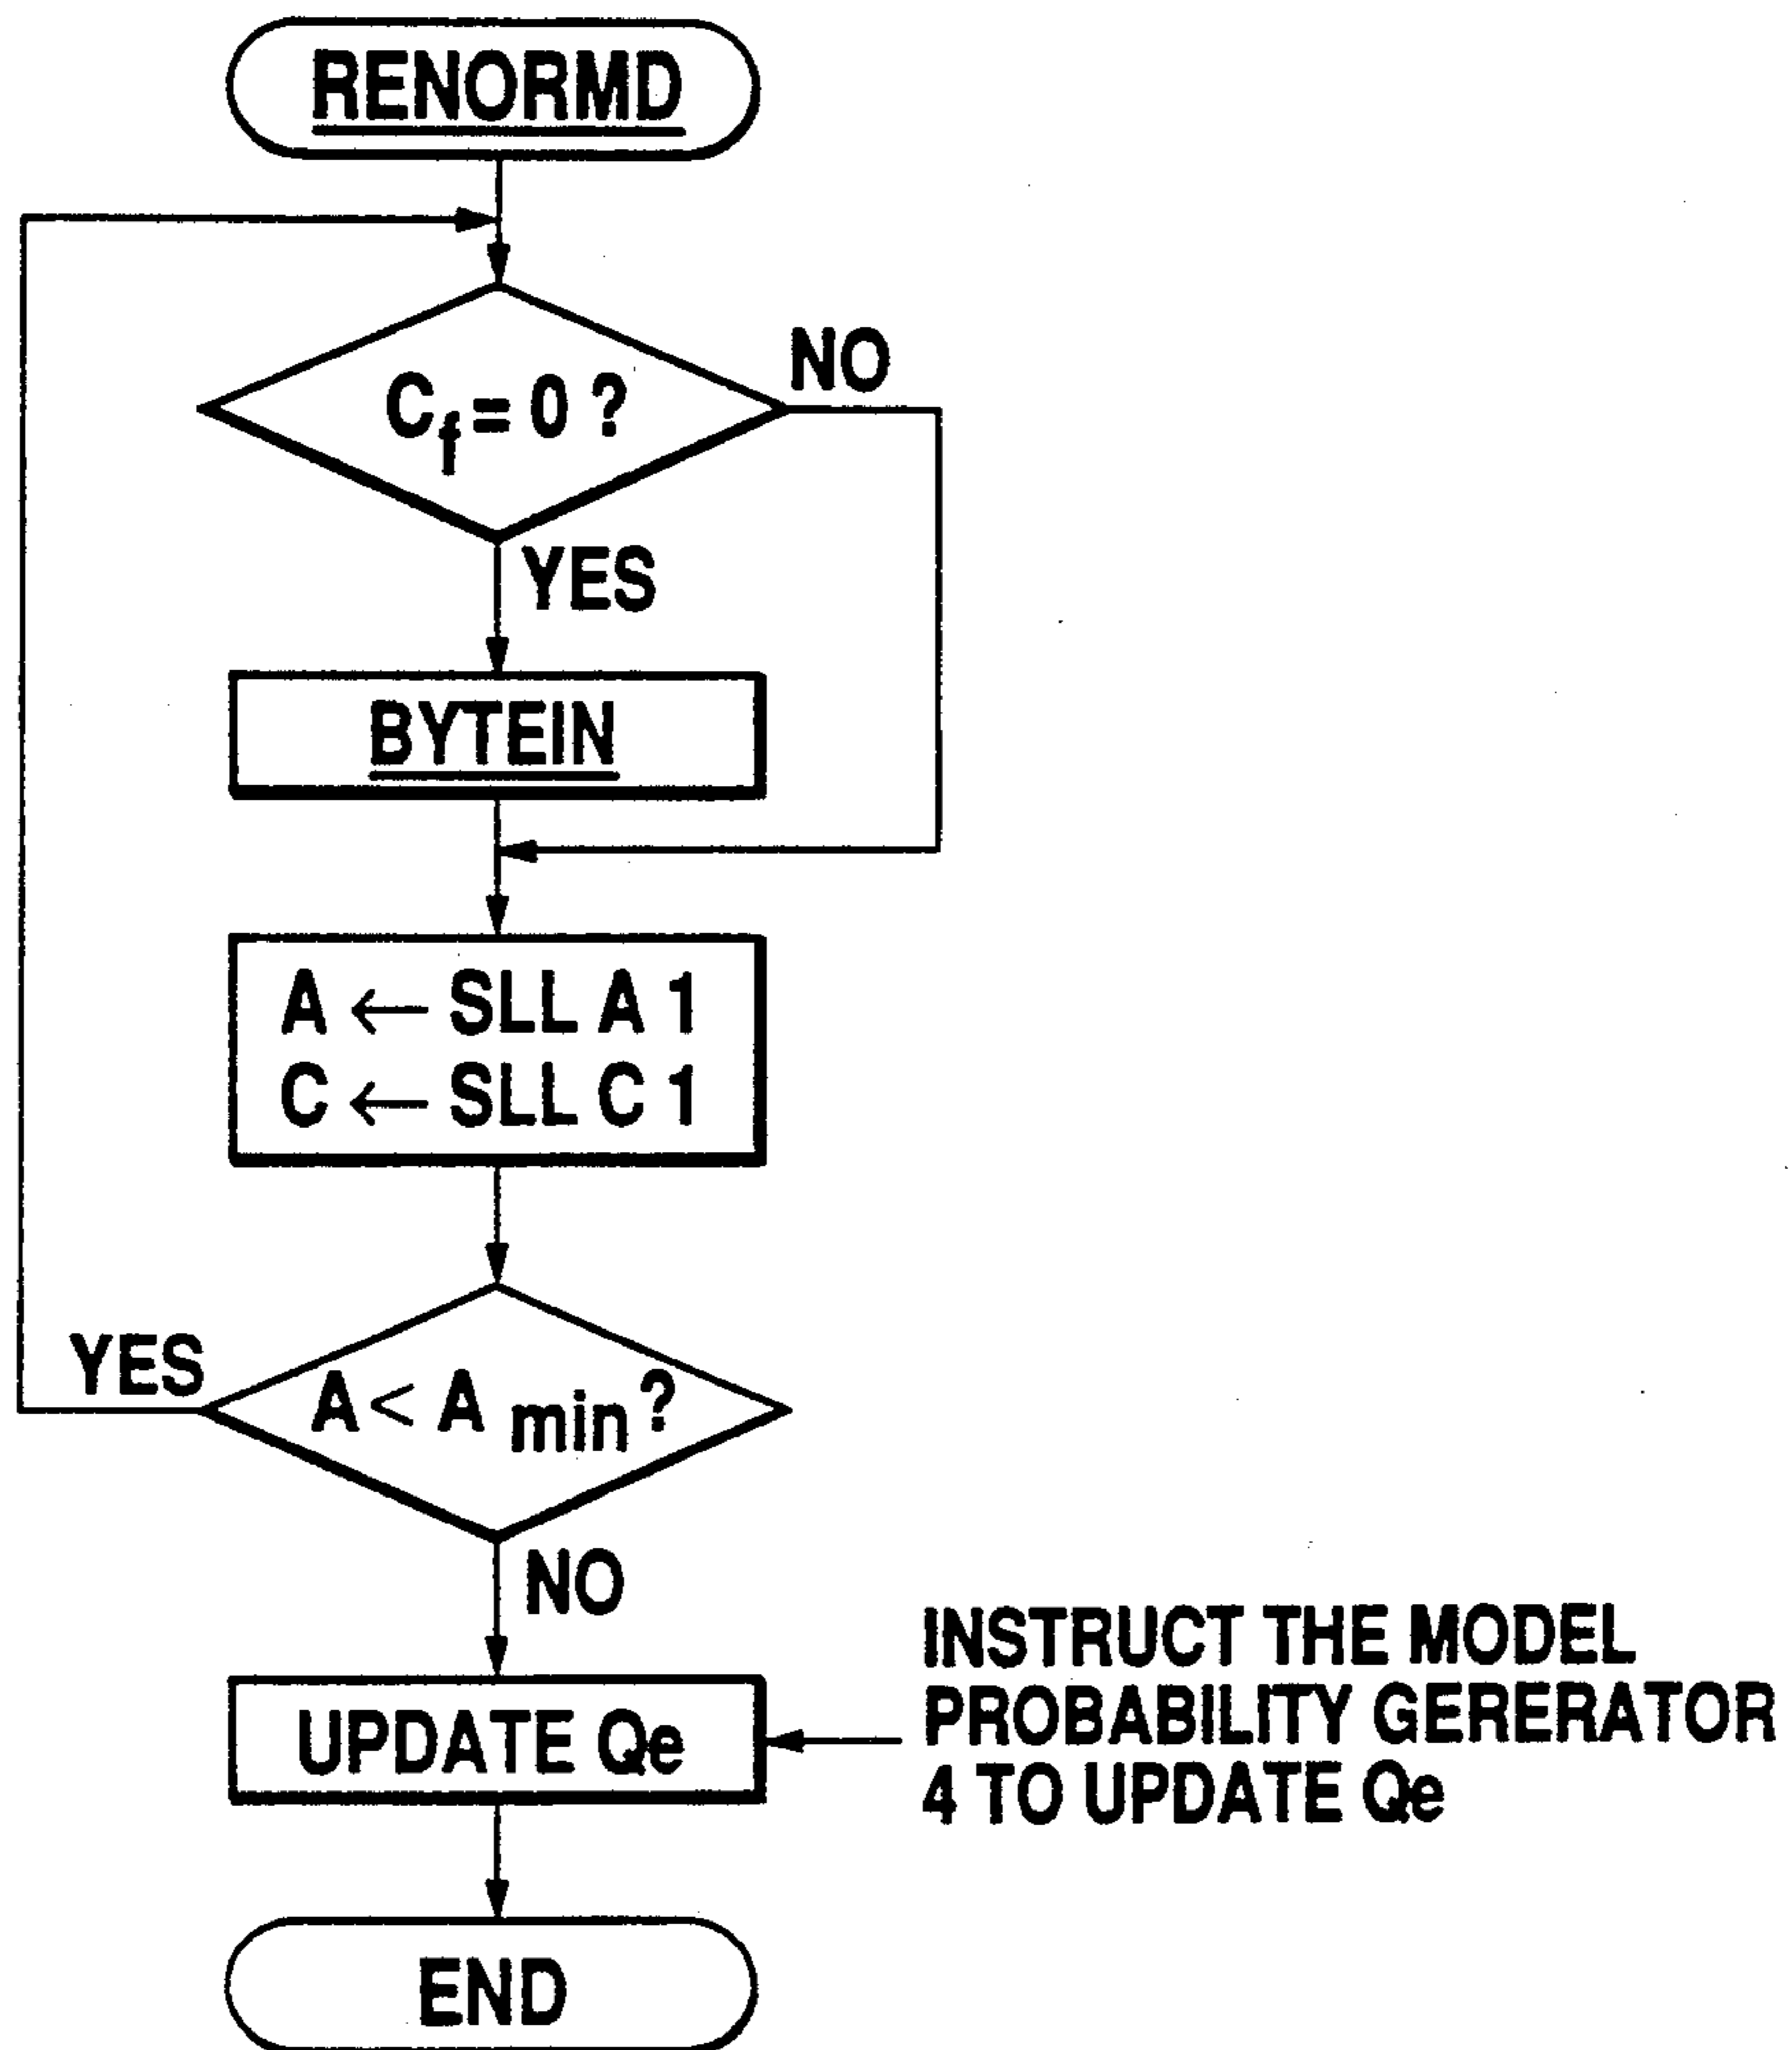 RENORMD
NO
Cf = 0 ?
YES
BYTEIN
A ← SLL A 1
C ← SLL C 1
YES
A < A min ?
NO
UPDATE Qe
INSTRUCT THE MODEL
PROBABILITY GERERATOR
4 TO UPDATE Qe
END